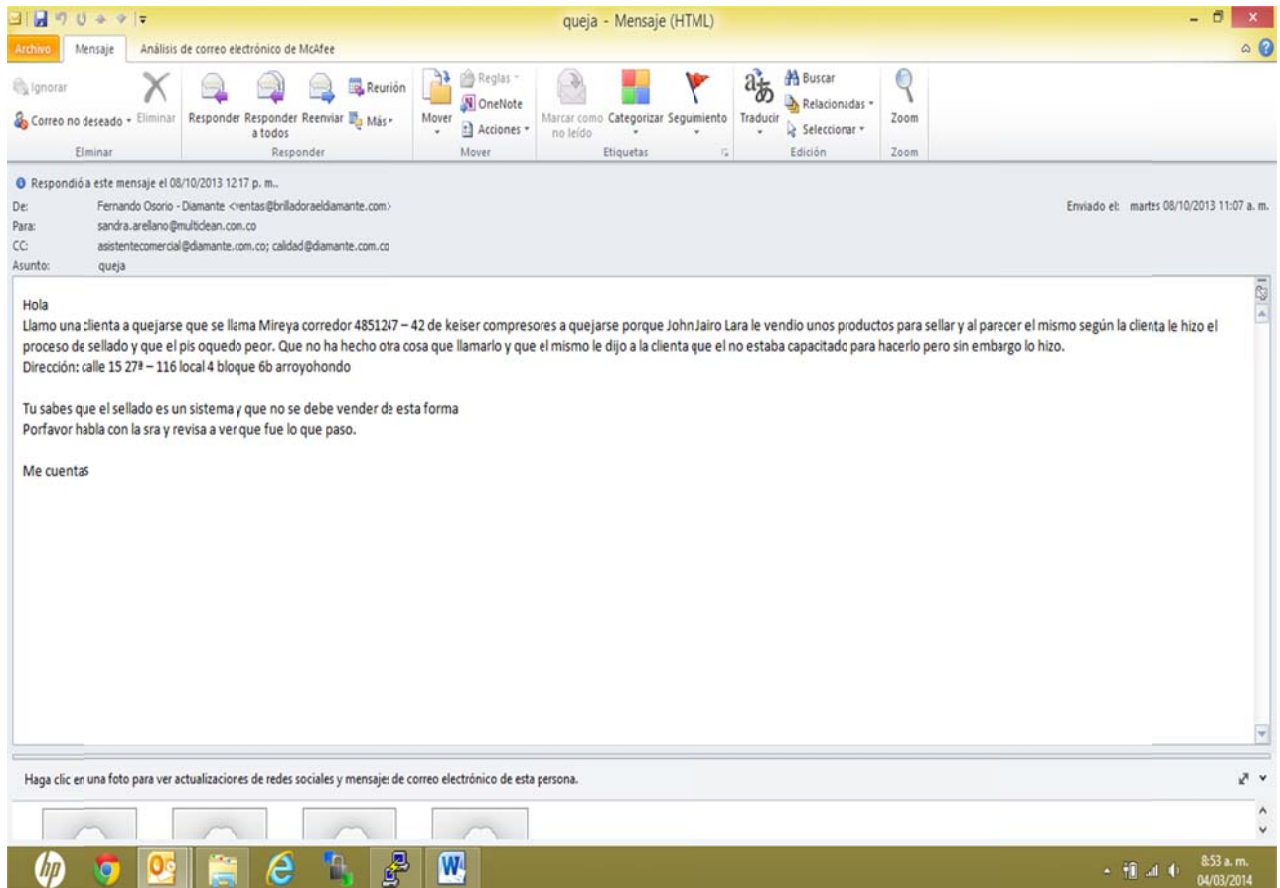 queja - Mensaje (HTML)
Archivo Mensaje Análisis de correo electrónico de McAfee
Ignorar
Correo no deseado
Eliminar
Responder
Responder a todos
Reenviar
Reunión
Más
Mover
Reglas
OneNote
Acciones
Marcar como no leído
Categorizar
Seguimiento
Traducir
Buscar
Relacionadas
Seleccionar
Zoom
Elminar Responder Mover Etiquetas Edición Zoom
Respondió a este mensaje el 08/10/2013 1217 p. m..
De: Fernando Osorio - Diamante <ventas@brilladoraeldiamante.com>
Enviado el: martes 08/10/2013 11:07 a. m.
Para: sandra.arellano@multiclean.com.co
CC: asistentecomercial@diamante.com.co; calidad@diamante.com.co
Asunto: queja
Hola
Llamo una clienta a quejarse que se llama Mireya corredor 4851247 – 42 de keiser compresores a quejarse porque John Jairo Lara le vendio unos productos para sellar y al parecer el mismo según la clienta le hizo el
proceso de sellado y que el pis oquedo peor. Que no ha hecho otra cosa que llamarlo y que el mismo le dijo a la clienta que el no estaba capacitado para hacerlo pero sin embargo lo hizo.
Dirección: calle 15 27ª – 116 local 4 bloque 6b arroyohondo
Tu sabes que el sellado es un sistema y que no se debe vender de esta forma
Porfavor habla con la sra y revisa a ver que fue lo que paso.
Me cuentas
Haga clic en una foto para ver actualizaciones de redes sociales y mensajes de correo electrónico de esta persona.
8:53 a. m.
04/03/2014